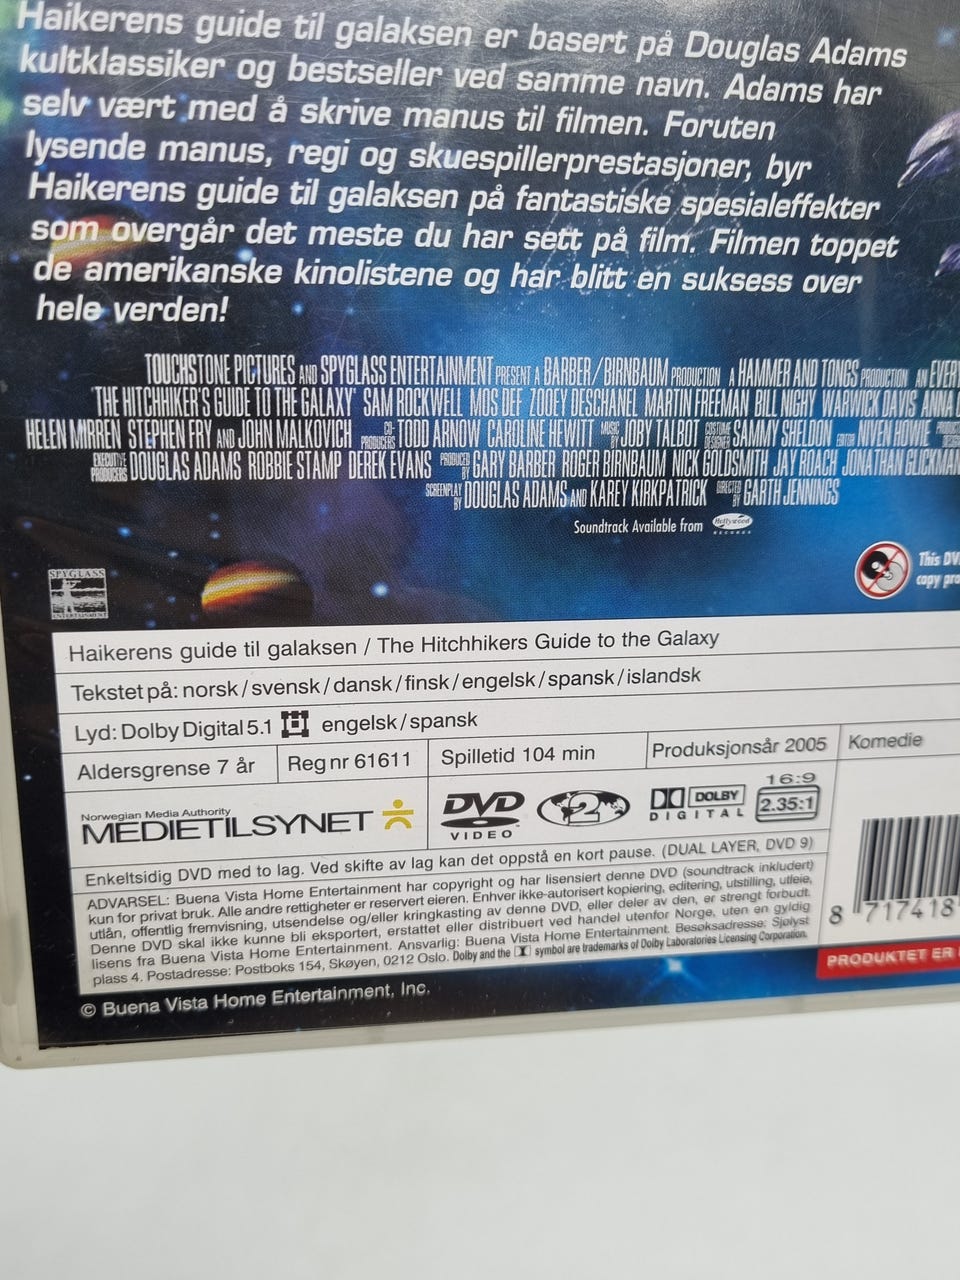 Haikerens guide til galaksen er basert på Douglas Adams
kultklassiker og bestseller ved samme navn. Adams har
selv vært med å skrive manus til filmen. Foruten
lysende manus, regi og skuespillerprestasjoner, byr
Haikerens guide til galaksen på fantastiske spesialeffekter
som overgår det meste du har sett på film. Filmen toppet
de amerikanske kinolistene og har blitt en suksess over
hele verden!
TOUCHSTONE PICTURES AND SPYGLASS ENTERTAINMENT PRESENT A BARBER/BIRNBAUM PRODUCTION A HAMMER AND TONGS PRODUCTION AN
"THE HITCHHIKER'S GUIDE TO THE GALAXY" SAM ROCKWELL MOS DEF ZOOEY DESCHANEL MARTIN FREEMAN BILL NIGHY WARWICK DAVIS ANNA
HELEN MIRREN STEPHEN FRY AND JOHN MALKOVICH CO-PRODUCERS TODD ARNOW CAROLINE HEWITT MUSIC BY JOBY TALBOT COSTUME DESIGNER SAMMY SHELDON EDITOR NIVEN HOWIE
EXECUTIVE PRODUCERS DOUGLAS ADAMS ROBBIE STAMP DEREK EVANS PRODUCED BY GARY BARBER ROGER BIRNBAUM NICK GOLDSMITH JAY ROACH JONATHAN GLICKMAN
SCREENPLAY BY DOUGLAS ADAMS AND KAREY KIRKPATRICK DIRECTED BY GARTH JENNINGS
Soundtrack Available from Hollywood RECORDS
This DV
copy pro
SPYGLASS
ENTERTAINMENT
Haikerens guide til galaksen / The Hitchhikers Guide to the Galaxy
Tekstet på: norsk/svensk/dansk/finsk/engelsk/spansk/islandsk
Lyd: Dolby Digital 5.1 engelsk/spansk
Aldersgrense 7 år Reg nr 61611 Spilletid 104 min Produksjonsår 2005 Komedie
Norwegian Media Authority
MEDIETILSYNET
DVD VIDEO 2 DOLBY DIGITAL 16:9 2.35:1
Enkeltsidig DVD med to lag. Ved skifte av lag kan det oppstå en kort pause. (DUAL LAYER, DVD 9)
ADVARSEL: Buena Vista Home Entertainment har copyright og har lisensiert denne DVD (soundtrack inkludert)
kun for privat bruk. Alle andre rettigheter er reservert eieren. Enhver ikke-autorisert kopiering, editering, utstilling, utleie,
utlån, offentlig fremvisning, utsendelse og/eller kringkasting av denne DVD, eller deler av den, er strengt forbudt.
Denne DVD skal ikke kunne bli eksportert, erstattet eller distribuert ved handel utenfor Norge, uten en gyldig
lisens fra Buena Vista Home Entertainment. Ansvarlig: Buena Vista Home Entertainment. Besøksadresse: Sjølyst
plass 4. Postadresse: Postboks 154, Skøyen, 0212 Oslo. Dolby and the symbol are trademarks of Dolby Laboratories Licensing Corporation.
8 717418
PRODUKTET ER
© Buena Vista Home Entertainment, Inc.